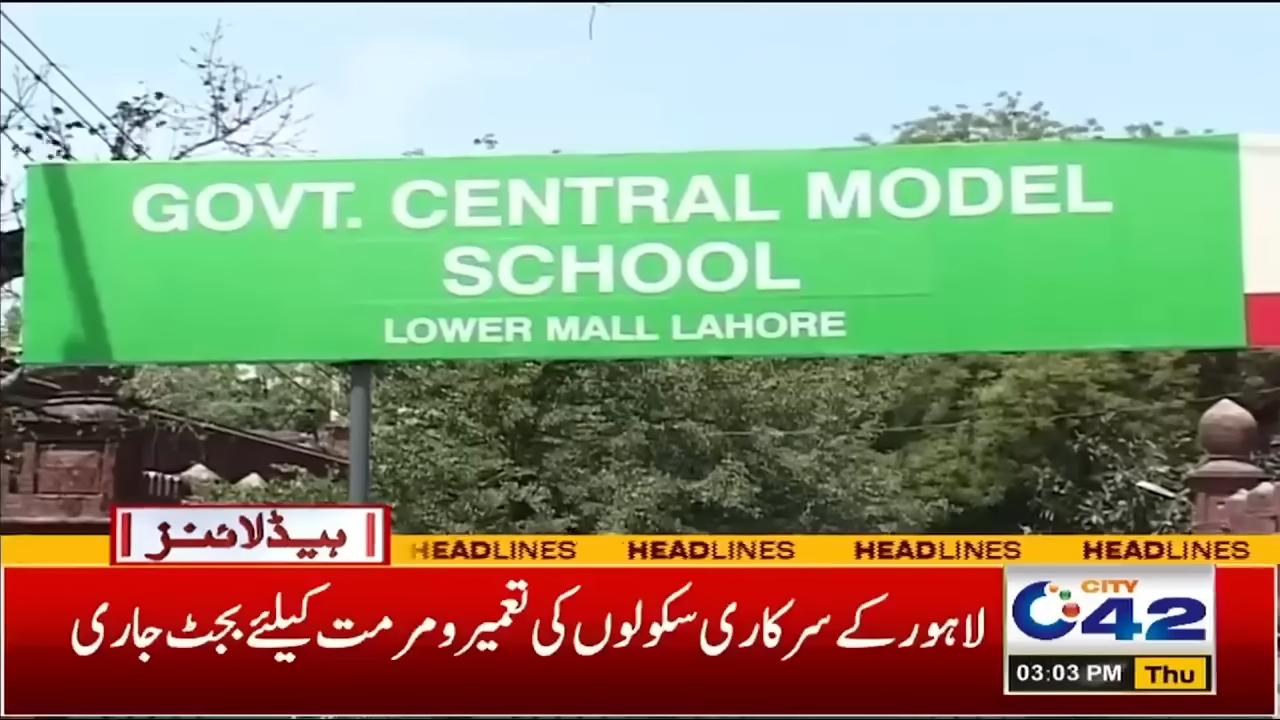 GOVT. CENTRAL MODEL
SCHOOL
LOWER MALL LAHORE
ہیڈلائنز
HEADLINES HEADLINES HEADLINES HEADLINES
لاہور کے سرکاری سکولوں کی تعمیر و مرمت کیلئے بجٹ جاری
CITY
42
03:03 PM Thu